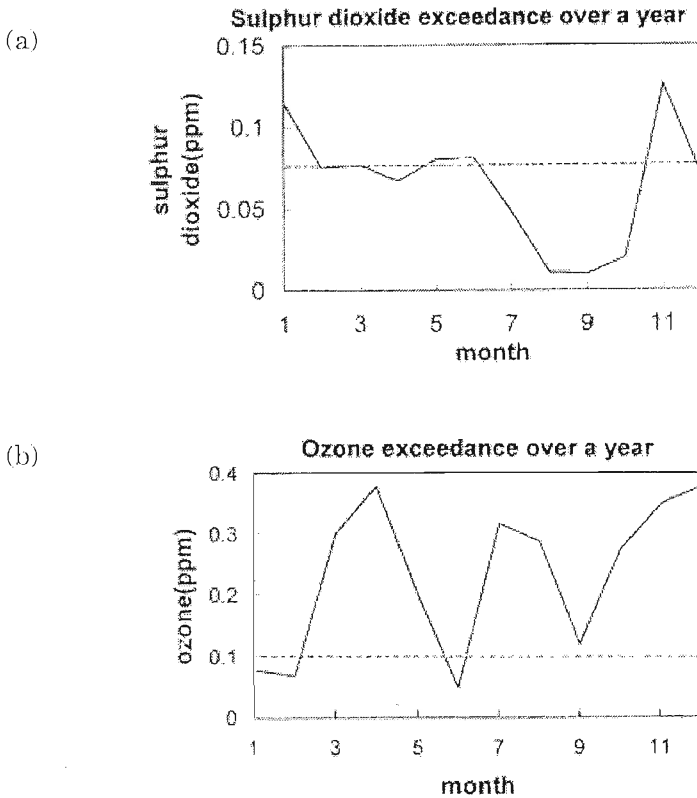 (a)
Sulphur dioxide exceedance over a year
0.15
0.1
0.05
0
sulphur
dioxide(ppm)
1 3 5 7 9 11
month
(b)
Ozone exceedance over a year
0.4
0.3
0.2
0.1
0
ozone(ppm)
1 3 5 7 9 11
month